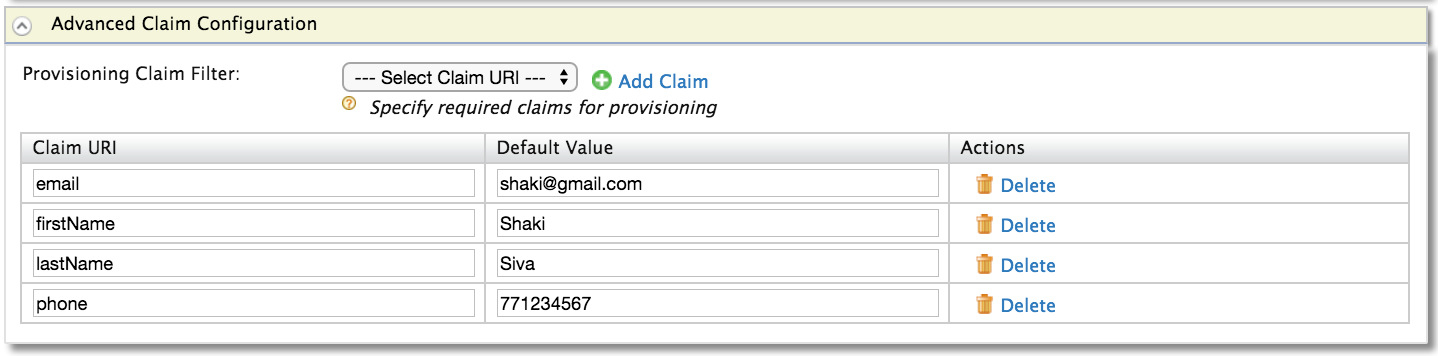 Advanced Claim Configuration
Provisioning Claim Filter: --- Select Claim URI --- Add Claim
? Specify required claims for provisioning
Claim URI Default Value Actions
email shaki@gmail.com Delete
firstName Shaki Delete
lastName Siva Delete
phone 771234567 Delete